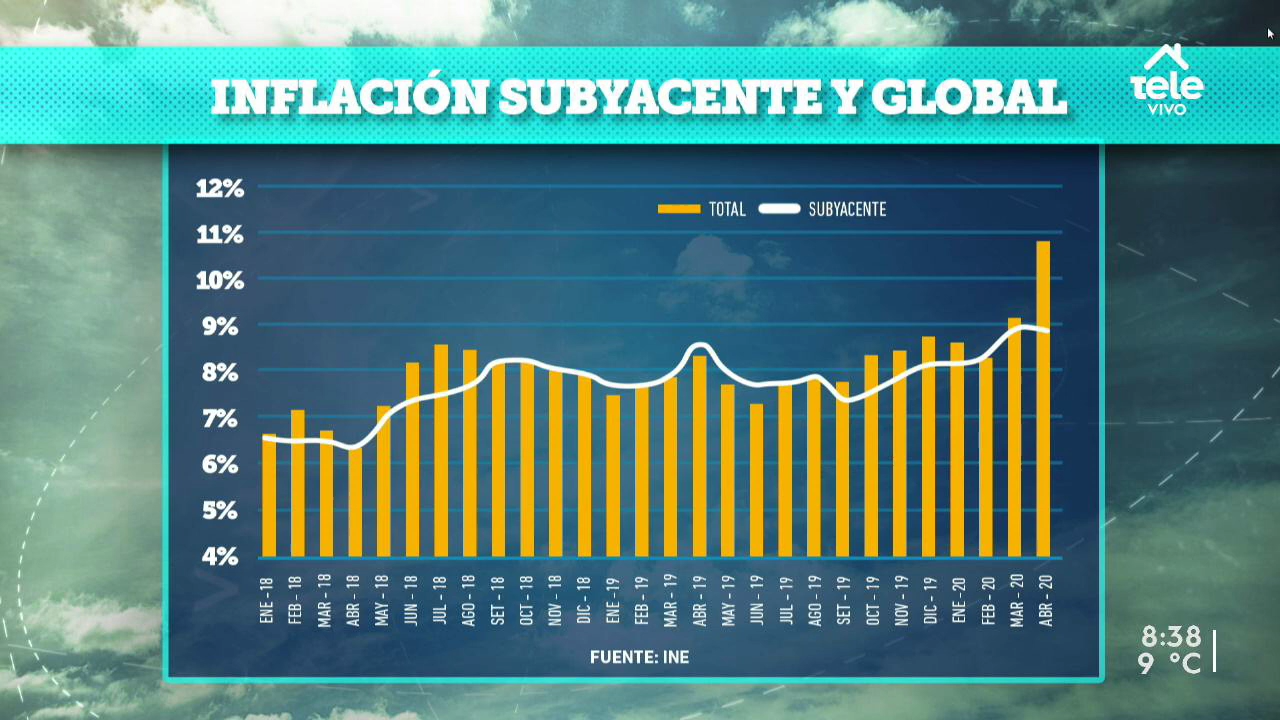 INFLACIÓN SUBYACENTE Y GLOBAL
tele
VIVO
TOTAL SUBYACENTE
12%
11%
10%
9%
8%
7%
6%
5%
4%
ENE - 18
FEB - 18
MAR - 18
ABR - 18
MAY - 18
JUN - 18
JUL - 18
AGO - 18
SET - 18
OCT - 18
NOV - 18
DIC - 18
ENE - 19
FEB - 19
MAR - 19
ABR - 19
MAY - 19
JUN - 19
JUL - 19
AGO - 19
SET - 19
OCT - 19
NOV - 19
DIC - 19
ENE - 20
FEB - 20
MAR - 20
ABR - 20
FUENTE: INE
8:38
9 °C